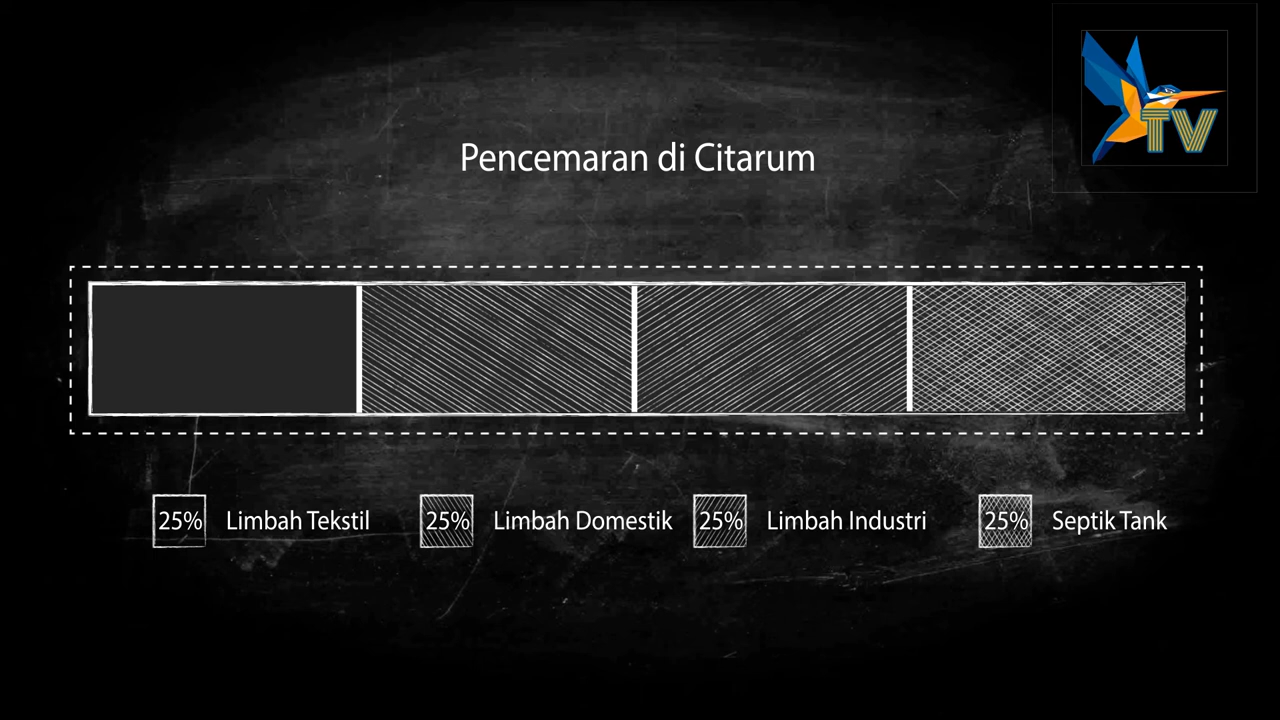 TV
Pencemaran di Citarum
25% Limbah Tekstil
25% Limbah Domestik
25% Limbah Industri
25% Septik Tank